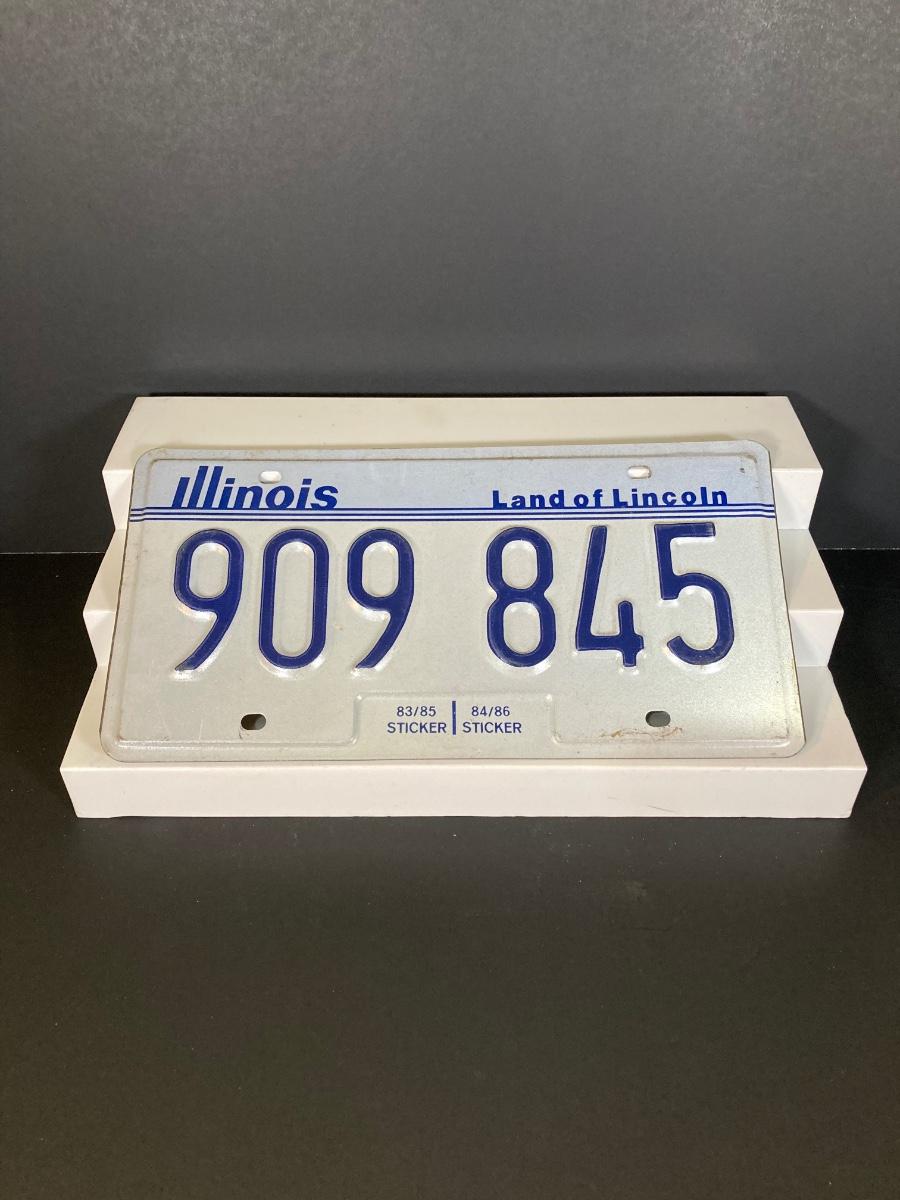 Illinois Land of Lincoln
909 845
83/85 84/86
STICKER STICKER